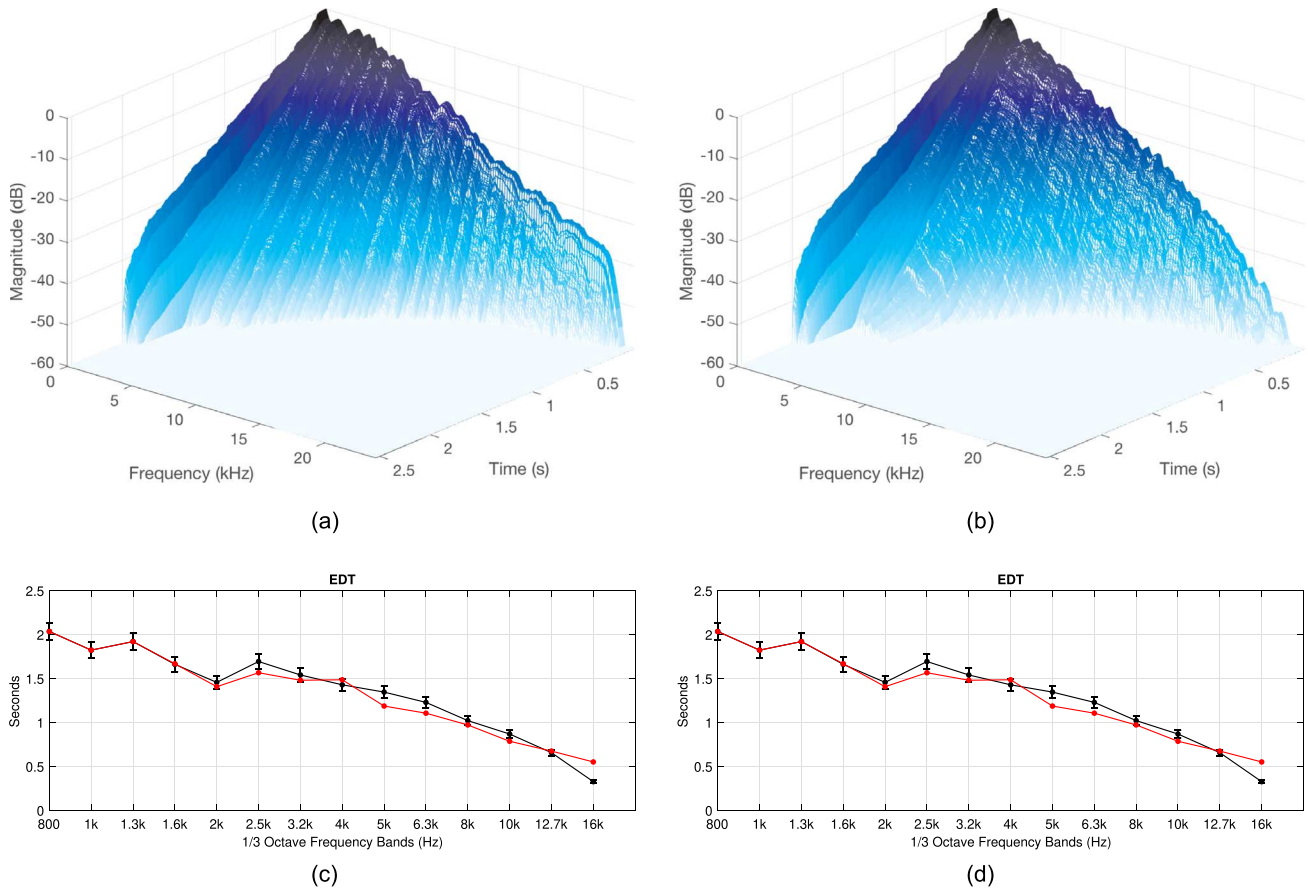 0
-10
-20
-30
-40
-50
-60
Magnitude (dB)
0
5
10
15
20
Frequency (kHz)
0.5
1
1.5
2
2.5
Time (s)
(a)
0
-10
-20
-30
-40
-50
-60
Magnitude (dB)
0
5
10
15
20
Frequency (kHz)
0.5
1
1.5
2
2.5
Time (s)
(b)
EDT
2.5
2
1.5
1
0.5
0
Seconds
800 1k 1.3k 1.6k 2k 2.5k 3.2k 4k 5k 6.3k 8k 10k 12.7k 16k
1/3 Octave Frequency Bands (Hz)
(c)
EDT
2.5
2
1.5
1
0.5
0
Seconds
800 1k 1.3k 1.6k 2k 2.5k 3.2k 4k 5k 6.3k 8k 10k 12.7k 16k
1/3 Octave Frequency Bands (Hz)
(d)